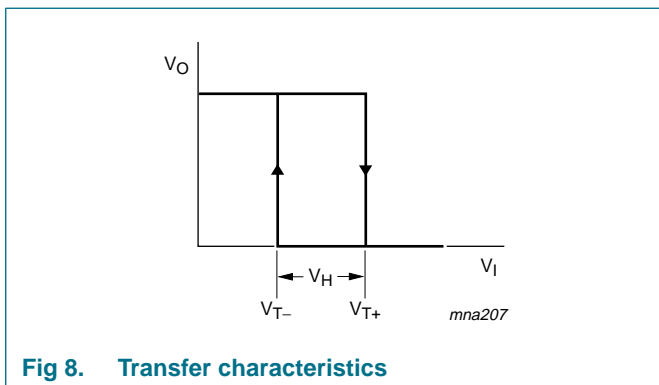 VO
VH
VI
VT−
VT+
mna207
Fig 8. Transfer characteristics